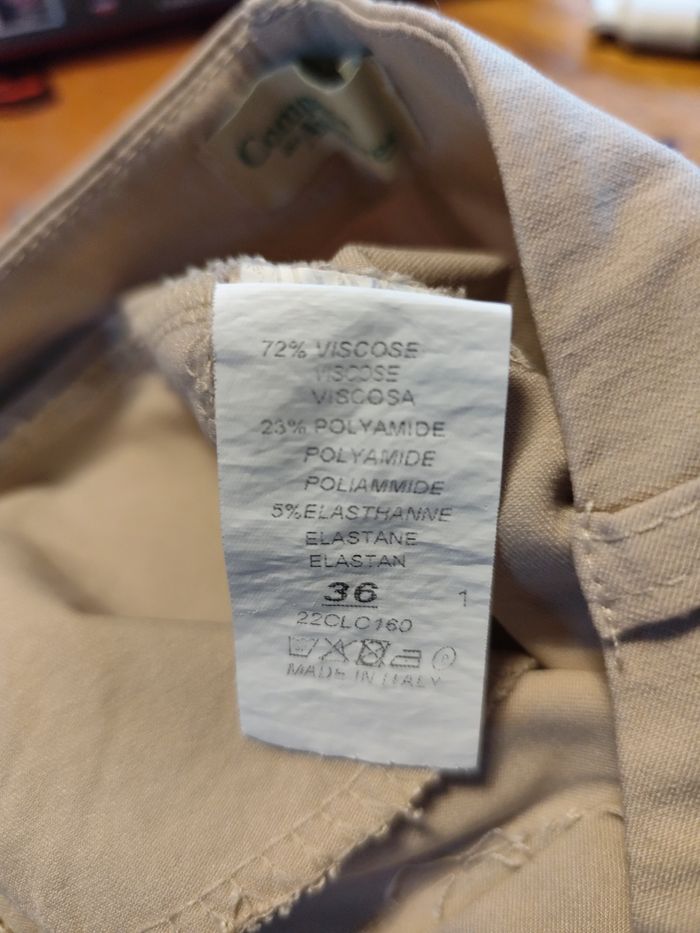 72% VISCOSE
VISCOSE
VISCOSA
23% POLYAMIDE
POLYAMIDE
POLIAMMIDE
5%ELASTHANNE
ELASTANE
ELASTAN
36
1
22CLC160
P
MADE IN ITALY